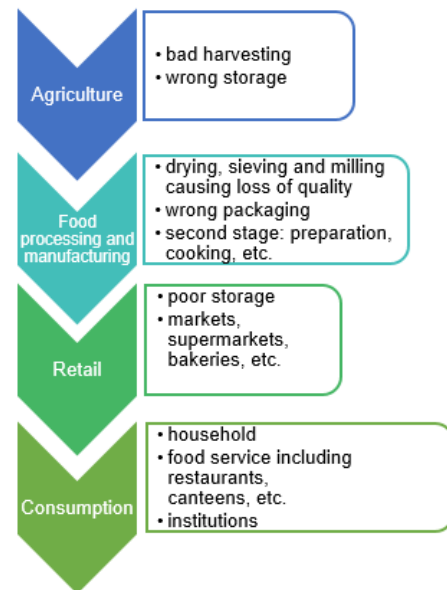 Agriculture
• bad harvesting
• wrong storage
Food
processing and
manufacturing
• drying, sieving and milling
causing loss of quality
• wrong packaging
• second stage: preparation,
cooking, etc.
Retail
• poor storage
• markets,
supermarkets,
bakeries, etc.
Consumption
• household
• food service including
restaurants,
canteens, etc.
• institutions